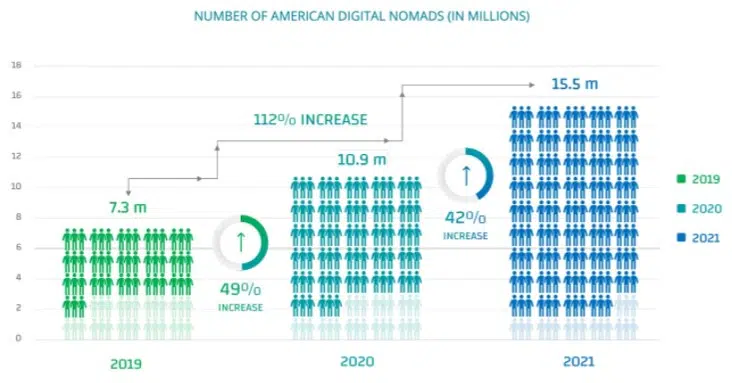 NUMBER OF AMERICAN DIGITAL NOMADS (IN MILLIONS)
18
16
14
12
10
8
6
4
2
0
7.3 m
112% INCREASE
10.9 m
15.5 m
49%
INCREASE
42%
INCREASE
2019
2020
2021
2019
2020
2021